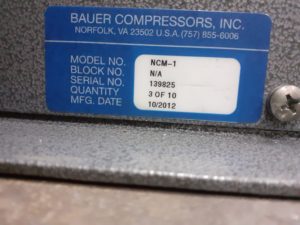 BAUER COMPRESSORS, INC.
NORFOLK, VA 23502 U.S.A. (757) 855-6006
MODEL NO. NCM-1
BLOCK NO. N/A
SERIAL NO. 139825
QUANTITY 3 OF 10
MFG. DATE 10/2012